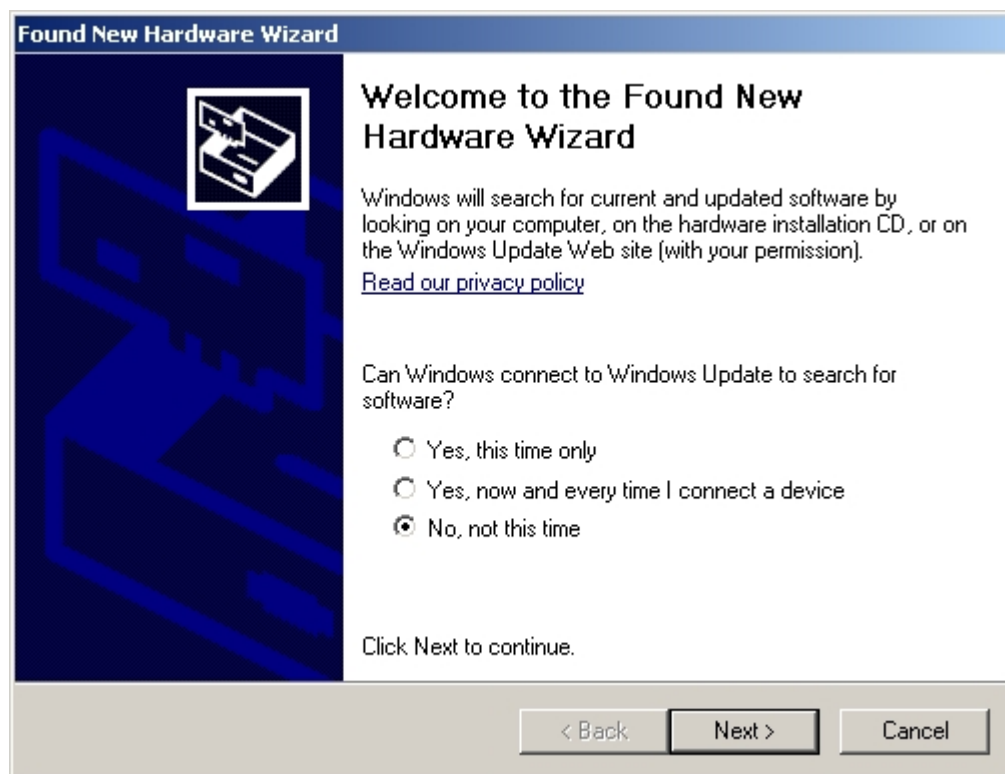 Found New Hardware Wizard
Welcome to the Found New
Hardware Wizard
Windows will search for current and updated software by
looking on your computer, on the hardware installation CD, or on
the Windows Update Web site (with your permission).
Read our privacy policy
Can Windows connect to Windows Update to search for
software?
Yes, this time only
Yes, now and every time I connect a device
No, not this time
Click Next to continue.
< Back
Next >
Cancel